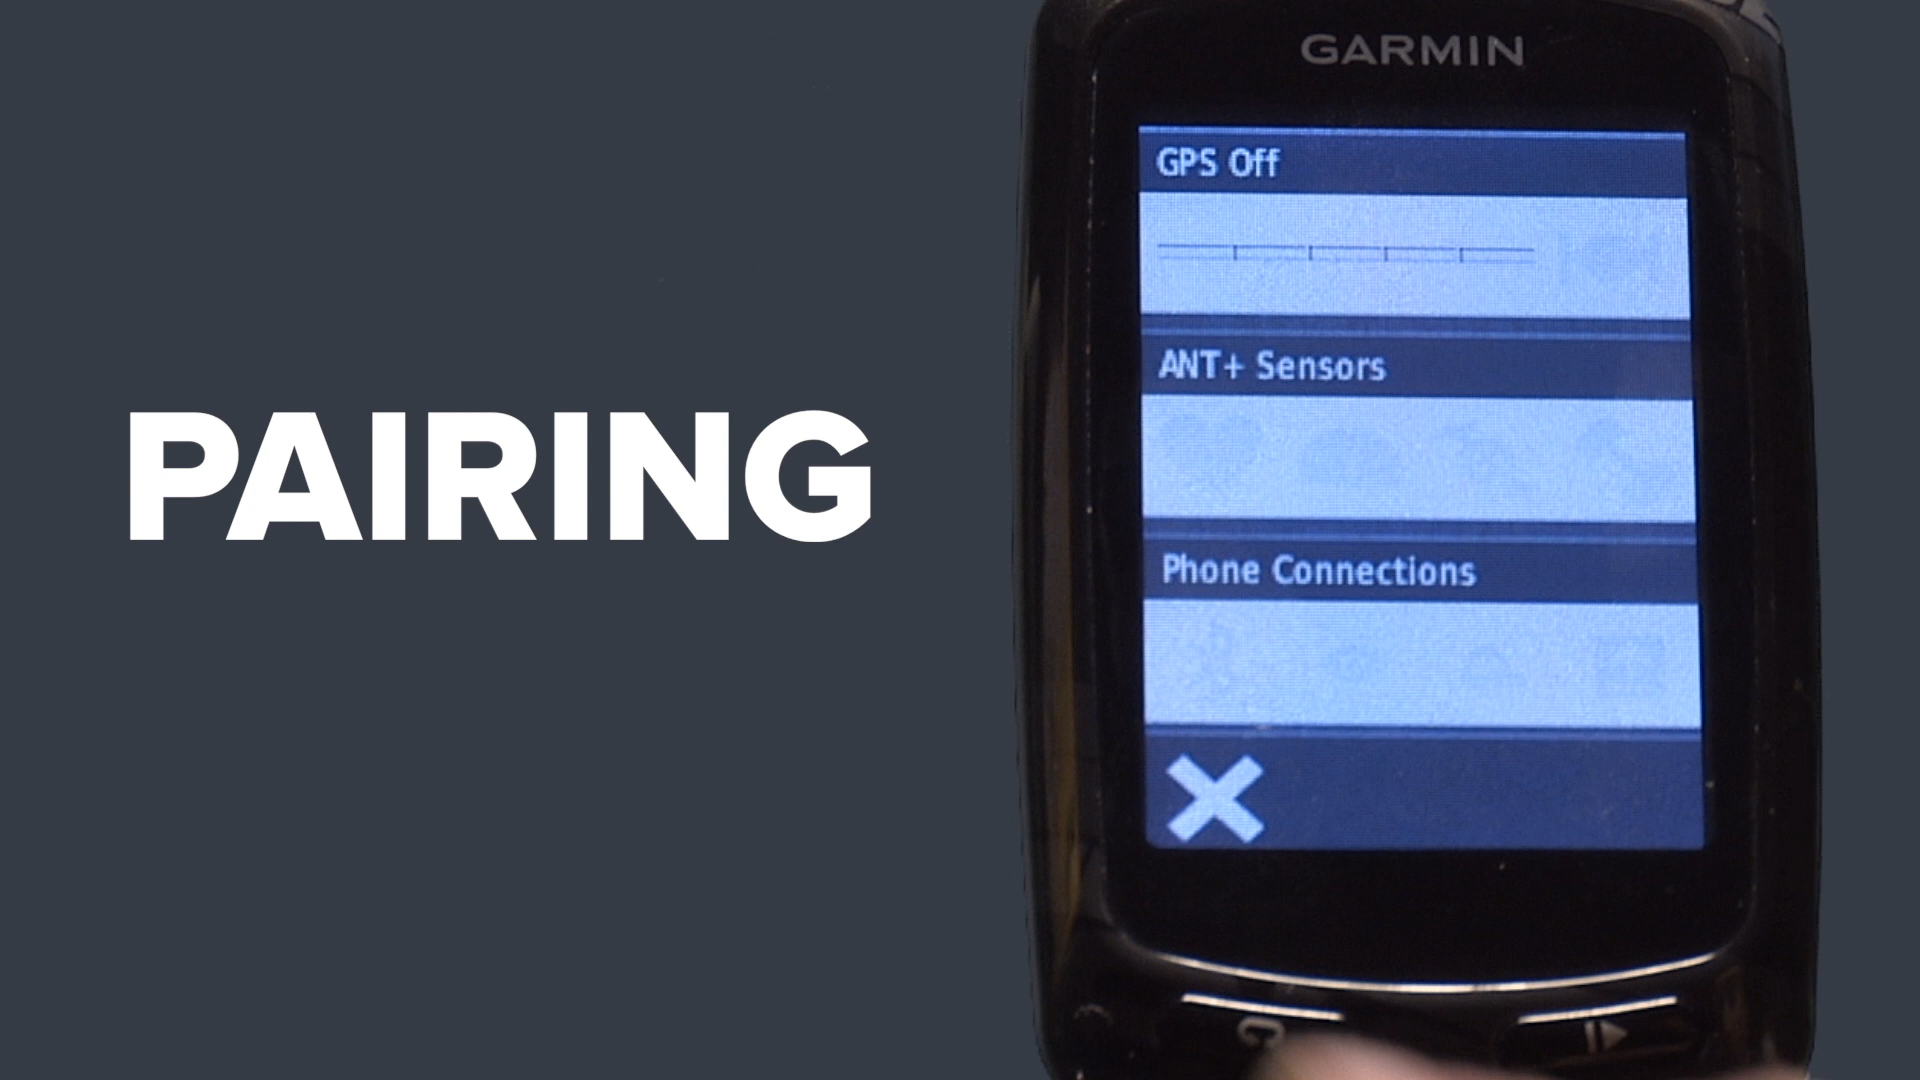 PAIRING
GARMIN
GPS Off
ANT+ Sensors
Phone Connections